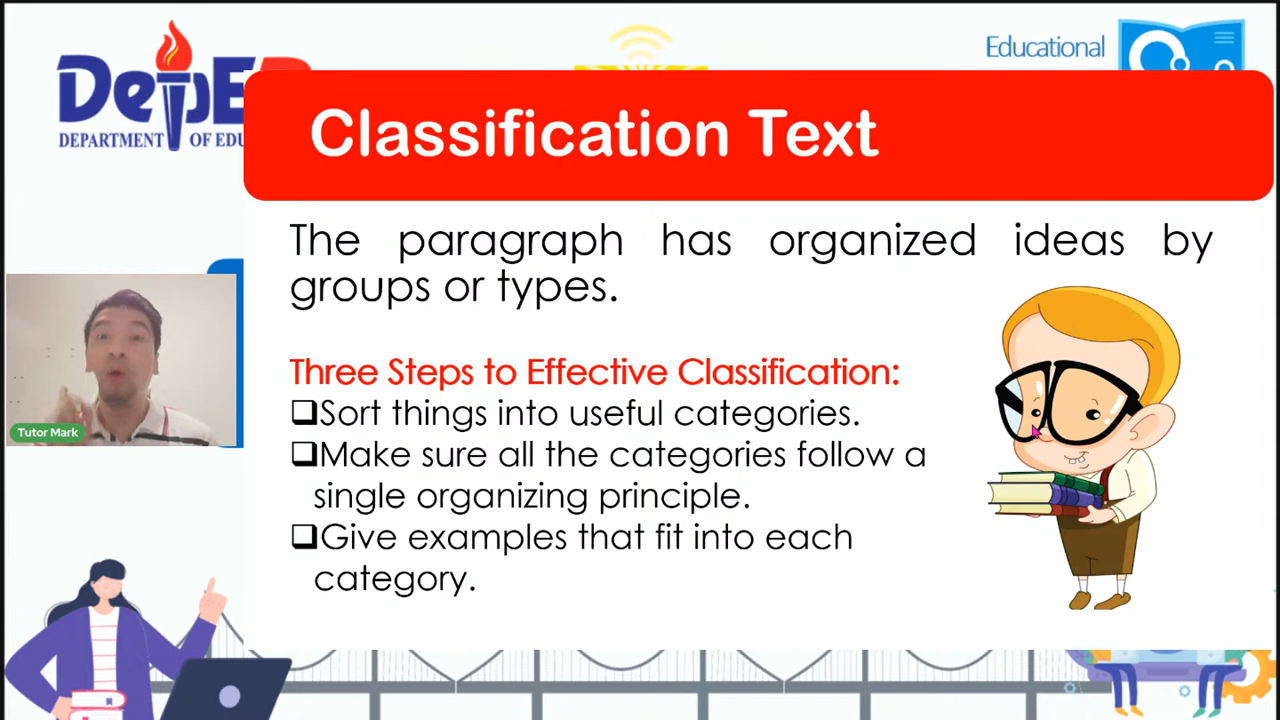 DepE
DEPARTMENT OF EDU
Educational
Classification Text
The paragraph has organized ideas by
groups or types.
Three Steps to Effective Classification:
❑Sort things into useful categories.
❑Make sure all the categories follow a
single organizing principle.
❑Give examples that fit into each
category.
Tutor Mark